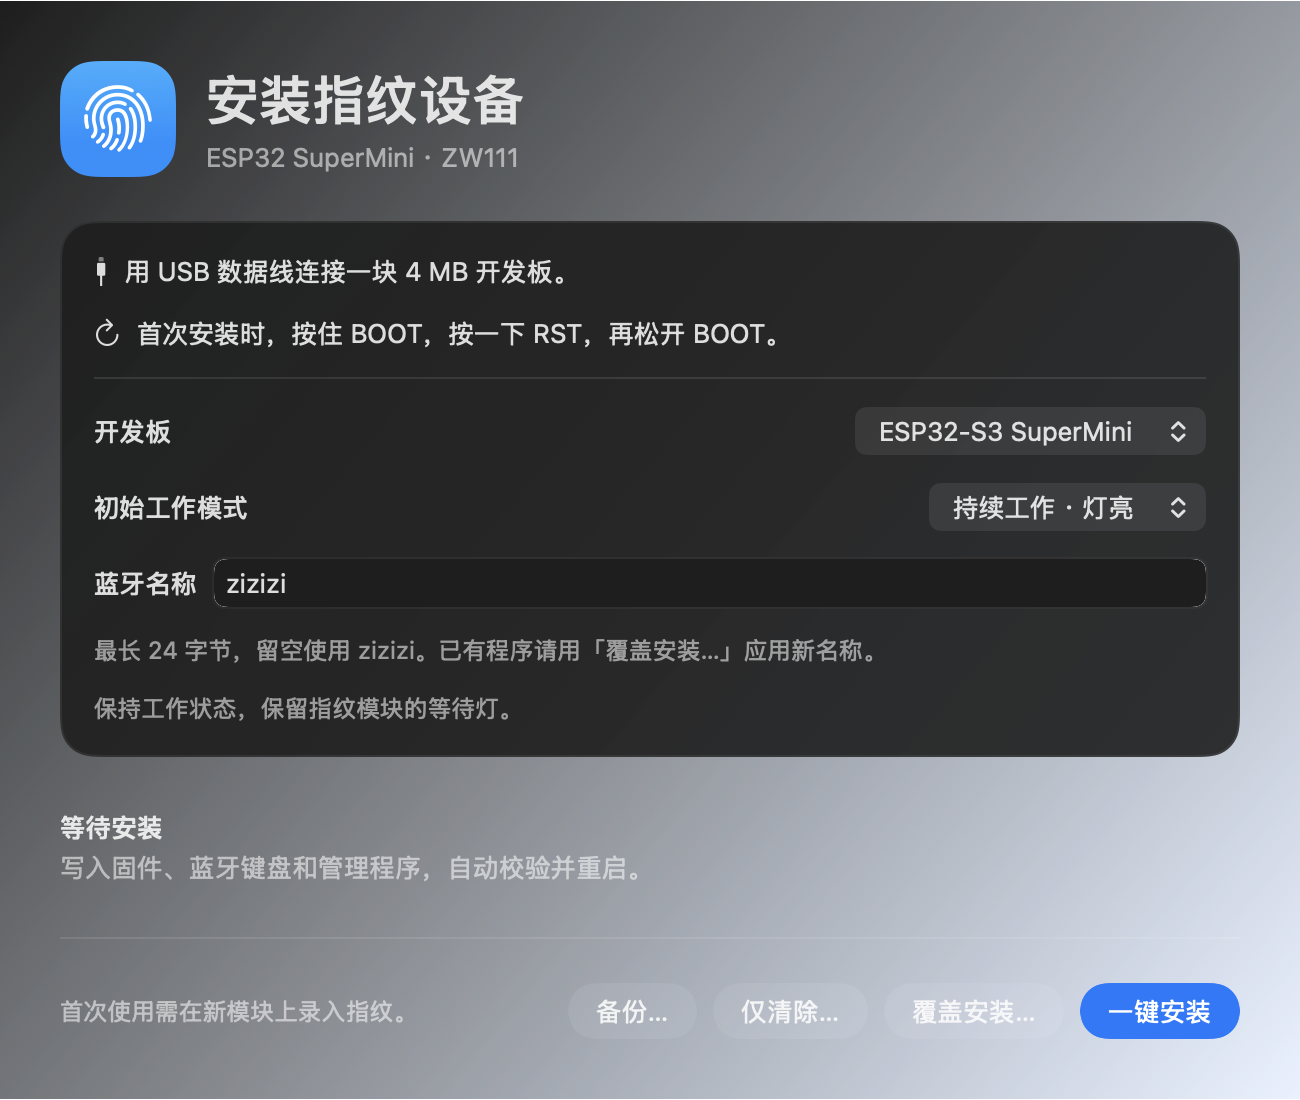 安装指纹设备
ESP32 SuperMini · ZW111
用 USB 数据线连接一块 4 MB 开发板。
首次安装时，按住 BOOT，按一下 RST，再松开 BOOT。
开发板
ESP32-S3 SuperMini
初始工作模式
持续工作 · 灯亮
蓝牙名称
zizizi
最长 24 字节，留空使用 zizizi。已有程序请用「覆盖安装...」应用新名称。
保持工作状态，保留指纹模块的等待灯。
等待安装
写入固件、蓝牙键盘和管理程序，自动校验并重启。
首次使用需在新模块上录入指纹。
备份...
仅清除...
覆盖安装...
一键安装